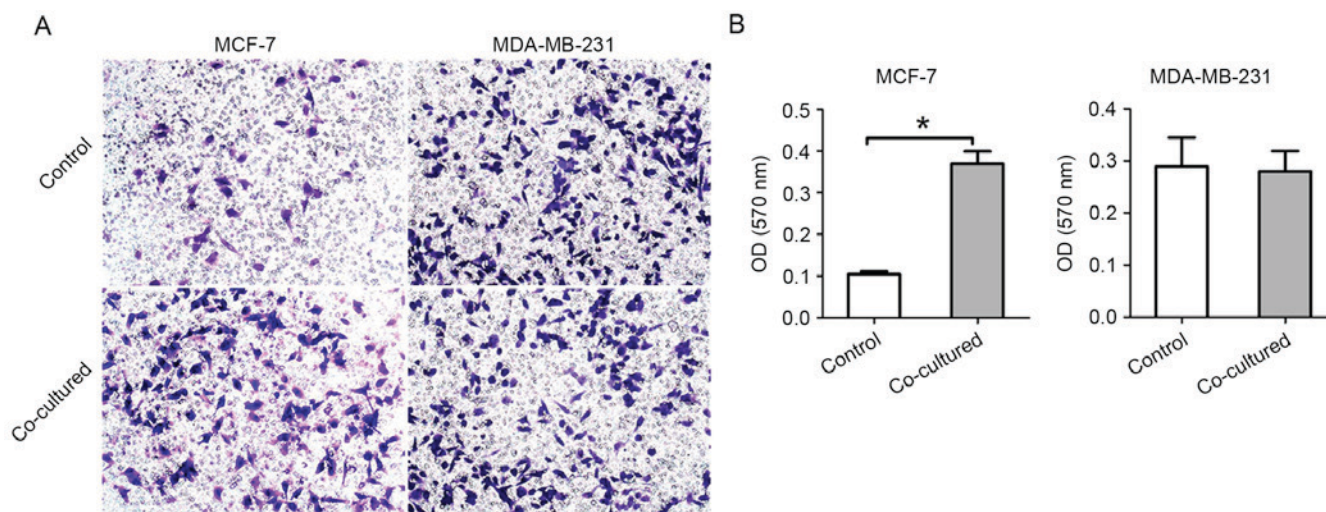 A
MCF-7
MDA-MB-231
Control
Co-cultured
B
MCF-7
OD (570 nm)
0.5
0.4
0.3
0.2
0.1
0.0
*
Control
Co-cultured
MDA-MB-231
OD (570 nm)
0.4
0.3
0.2
0.1
0.0
Control
Co-cultured